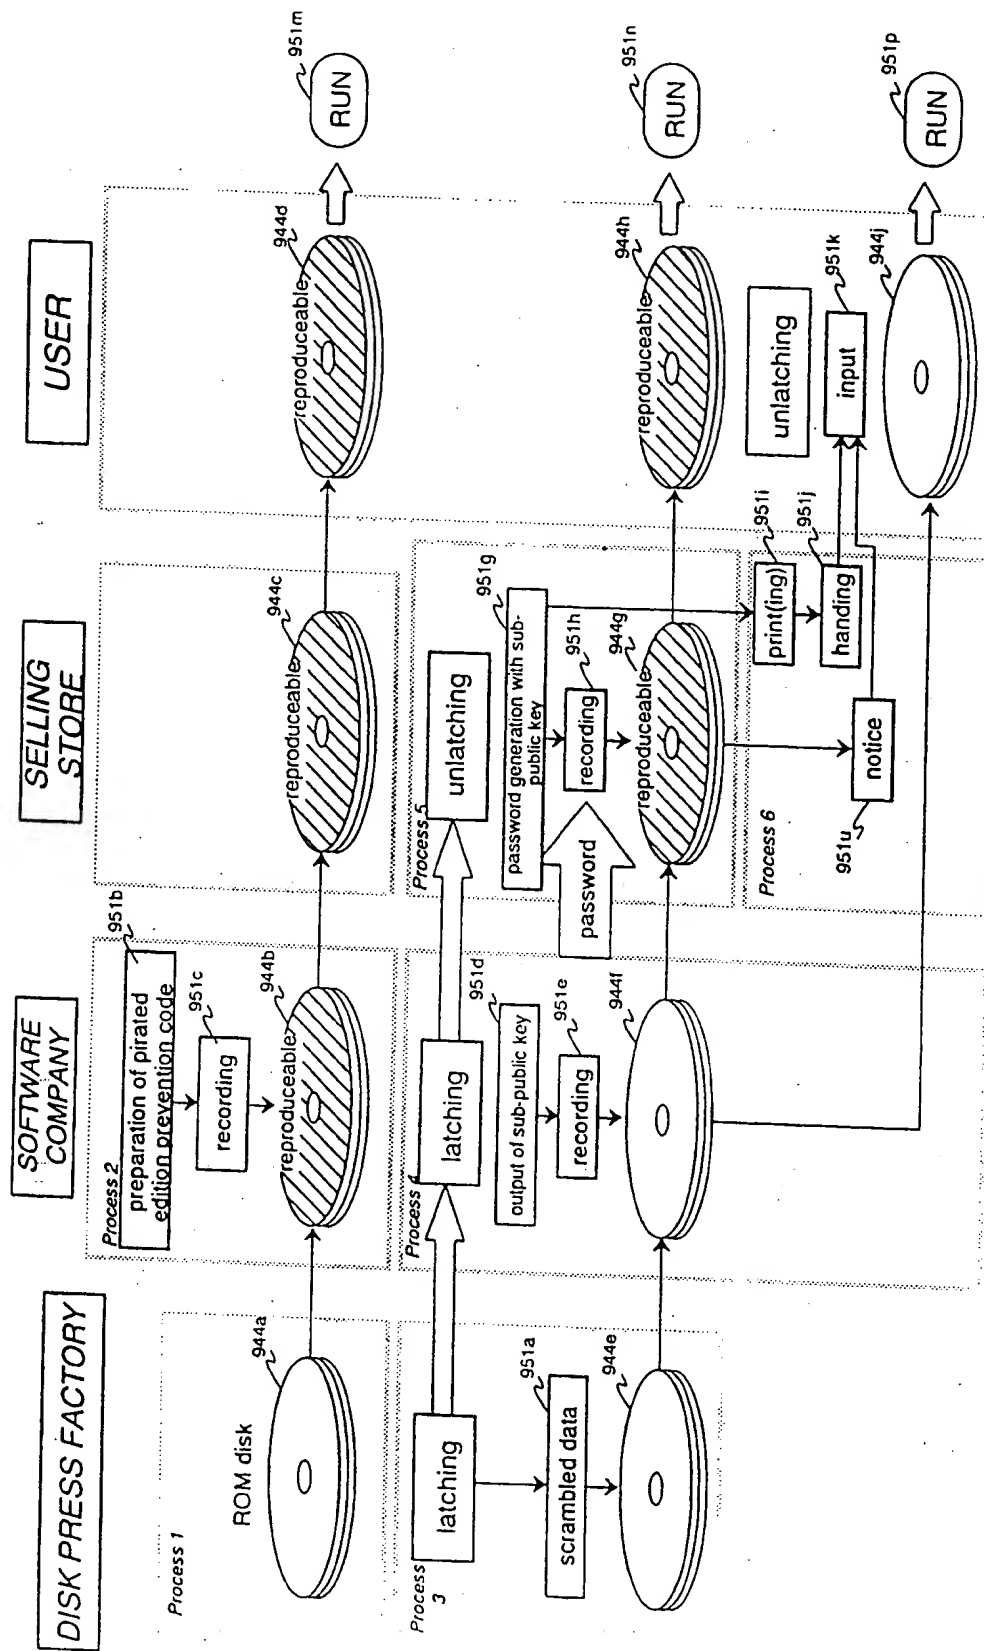 DISK PRESS FACTORY
SOFTWARE
COMPANY
SELLING
STORE
USER
Process 1
ROM disk
944a
Process 2
951b
preparation of pirated
edition prevention code
951c
recording
944b
reproduceable
944c
reproduceable
944d
reproduceable
951m
RUN
Process
3
latching
951a
scrambled data
944e
Process 4
latching
951d
output of sub-public key
951e
recording
944f
Process 5
unlatching
951g
password generation with sub-
public key
951h
recording
password
944g
reproduceable
944h
reproduceable
951n
RUN
Process 6
951i
print(ing)
951j
handing
notice
951u
unlatching
951k
input
944j
951p
RUN